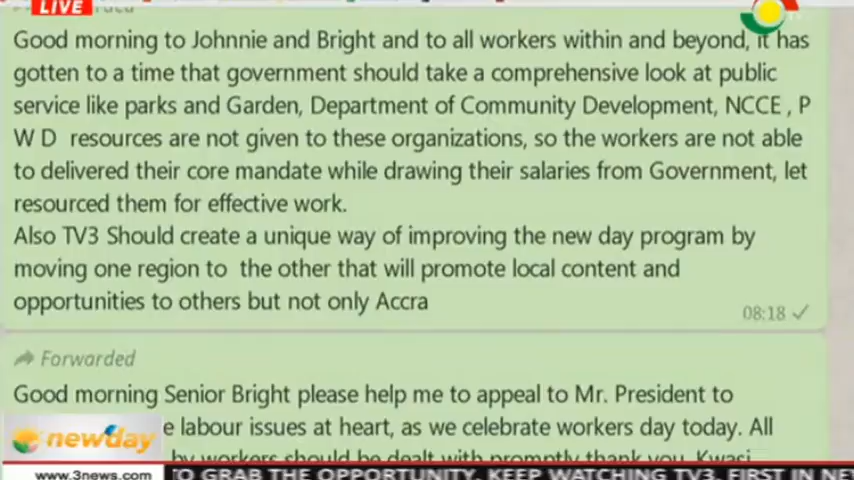 LIVE
Good morning to Johnnie and Bright and to all workers within and beyond, it has
gotten to a time that government should take a comprehensive look at public
service like parks and Garden, Department of Community Development, NCCE , P
W D  resources are not given to these organizations, so the workers are not able
to delivered their core mandate while drawing their salaries from Government, let
resourced them for effective work.
Also TV3 Should create a unique way of improving the new day program by
moving one region to  the other that will promote local content and
opportunities to others but not only Accra
08:18
Forwarded
Good morning Senior Bright please help me to appeal to Mr. President to
e labour issues at heart, as we celebrate workers day today. All
by workers should be dealt with promptly thank you. Kwasi
newday
www.3news.com
TO GRAB THE OPPORTUNITY. KEEP WATCHING TV3, FIRST IN NE